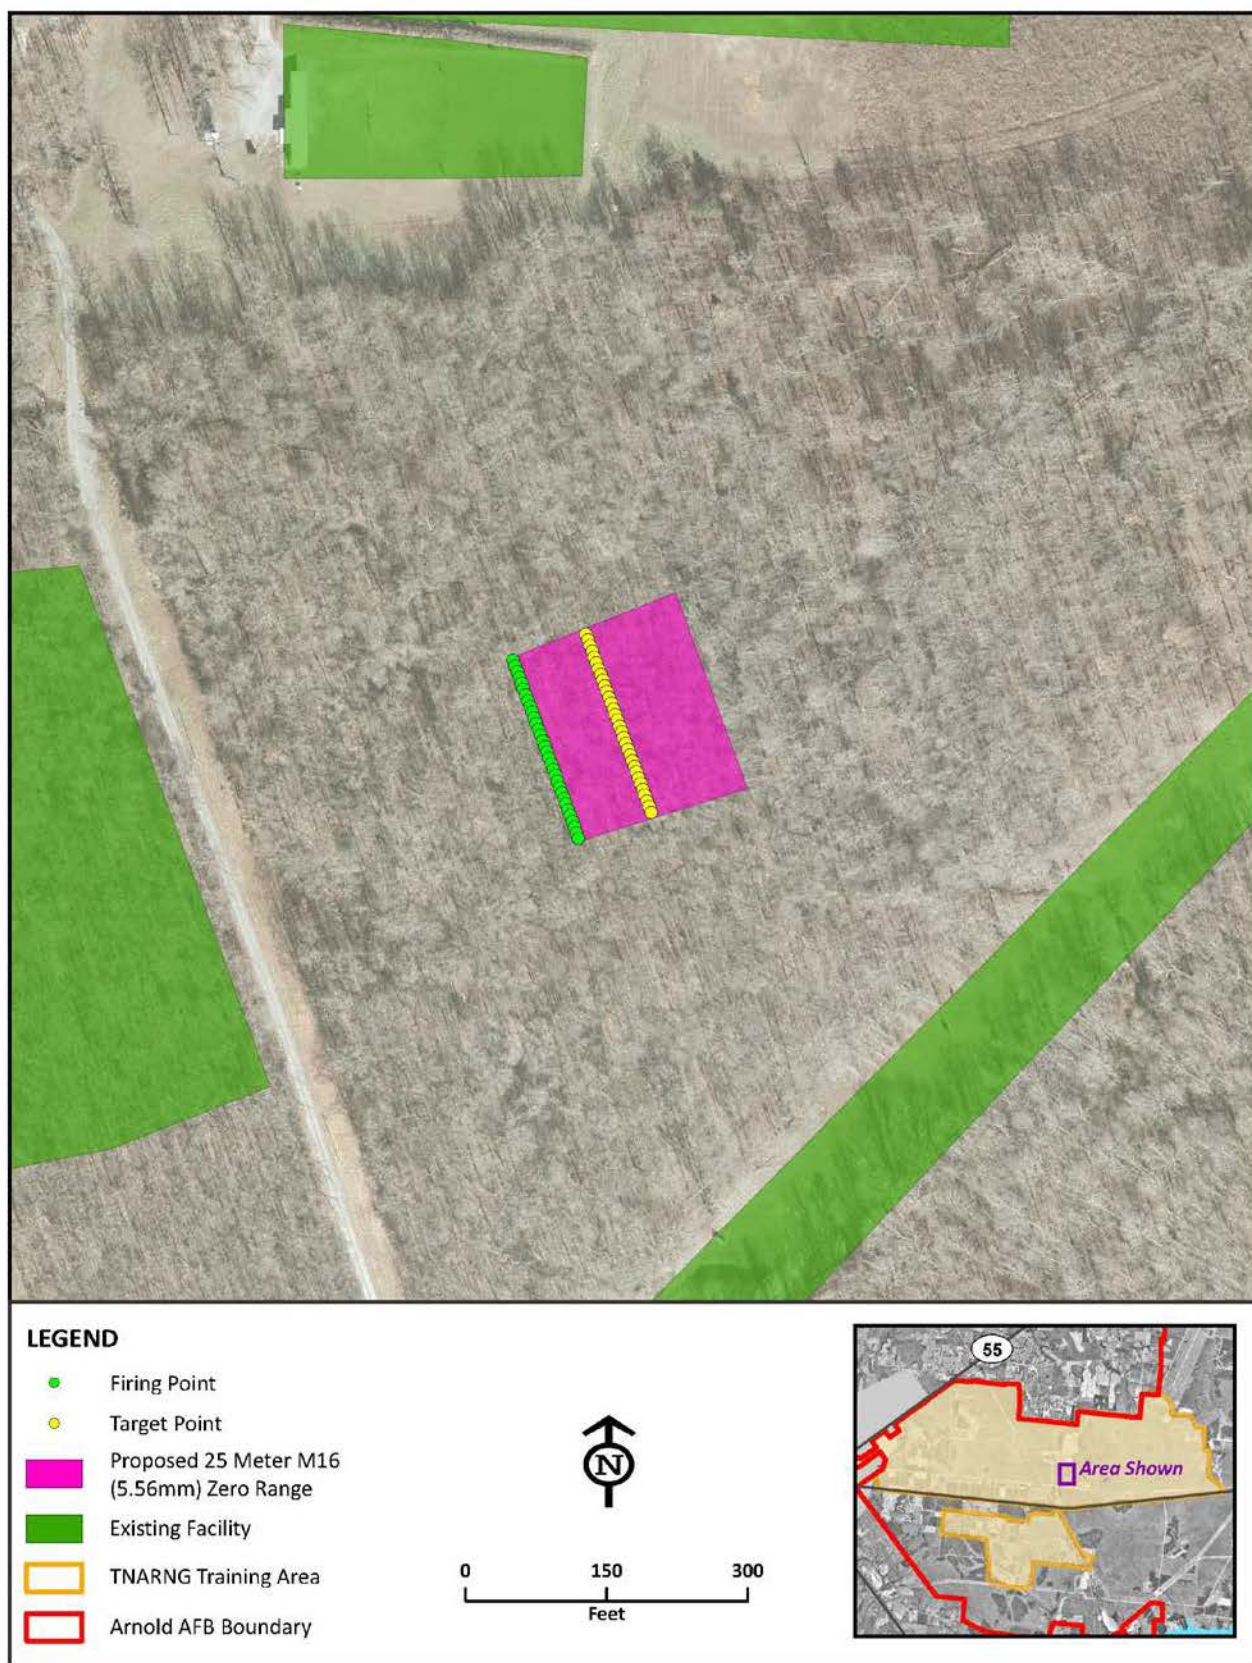 LEGEND
Firing Point
Target Point
Proposed 25 Meter M16
(5.56mm) Zero Range
Existing Facility
TNARNG Training Area
Arnold AFB Boundary
N
0 150 300
Feet
55
Area Shown